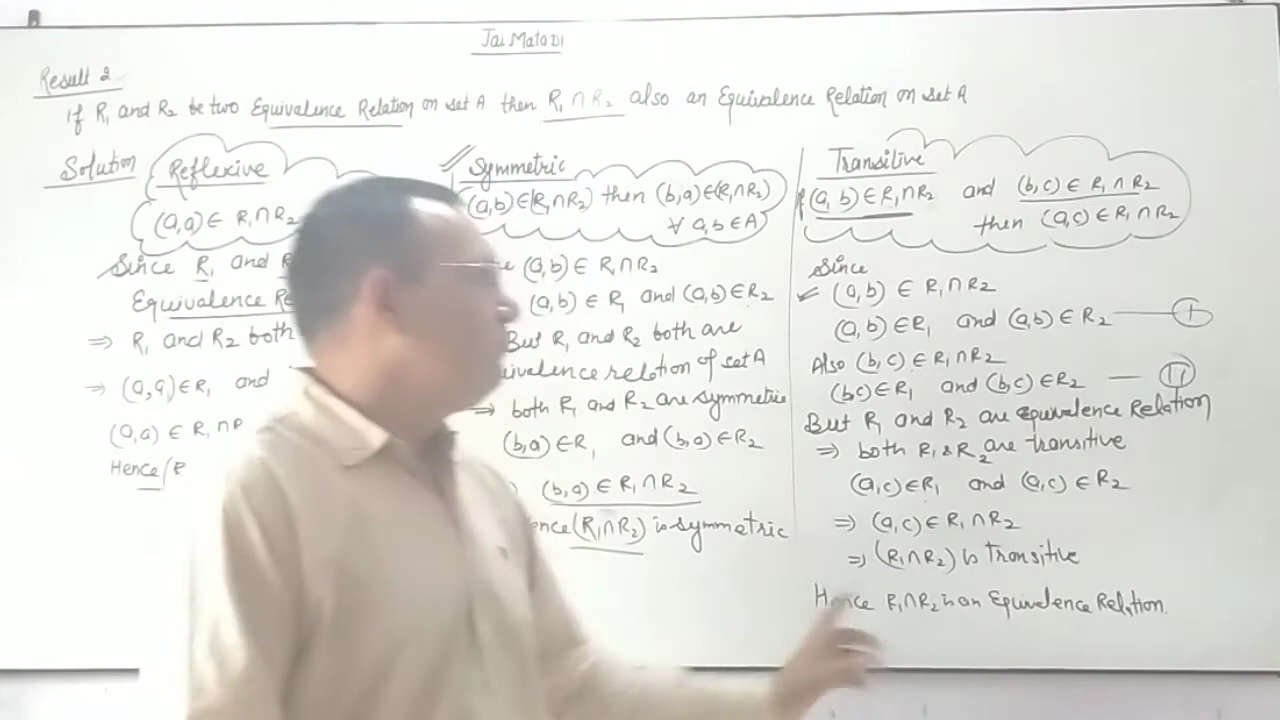 Jai Mata Di
Result 2
If R₁ and R₂ be two Equivalence Relation on set A then R₁ ∩ R₂ also an Equivalence Relation on set A
Solution
Reflexive
(a,a) ∈ R₁∩R₂
Since R₁ and
Equivalence Re
⇒ R₁ and R₂ both
⇒ (a,a) ∈ R₁ and
(a,a) ∈ R₁∩
Hence
Symmetric
(a,b) ∈ (R₁∩R₂) then (b,a) ∈ (R₁∩R₂)
∀ a,b ∈ A
(a,b) ∈ R₁∩R₂
(a,b) ∈ R₁ and (a,b) ∈ R₂
But R₁ and R₂ both are
ivalence relation of set A
⇒ both R₁ and R₂ are symmetric
(b,a) ∈ R₁ and (b,a) ∈ R₂
(b,a) ∈ R₁∩R₂
ence (R₁∩R₂) is symmetric
Transitive
(a,b) ∈ R₁∩R₂ and (b,c) ∈ R₁∩R₂
then (a,c) ∈ R₁∩R₂
Since
(a,b) ∈ R₁∩R₂
(a,b) ∈ R₁ and (a,b) ∈ R₂ — I
Also (b,c) ∈ R₁∩R₂
(bc) ∈ R₁ and (b,c) ∈ R₂ — II
But R₁ and R₂ are equivalence Relation
⇒ both R₁ & R₂ are transitive
(a,c) ∈ R₁ and (a,c) ∈ R₂
⇒ (a,c) ∈ R₁∩R₂
⇒ (R₁∩R₂) is Transitive
Hence R₁∩R₂ is an Equivalence Relation.